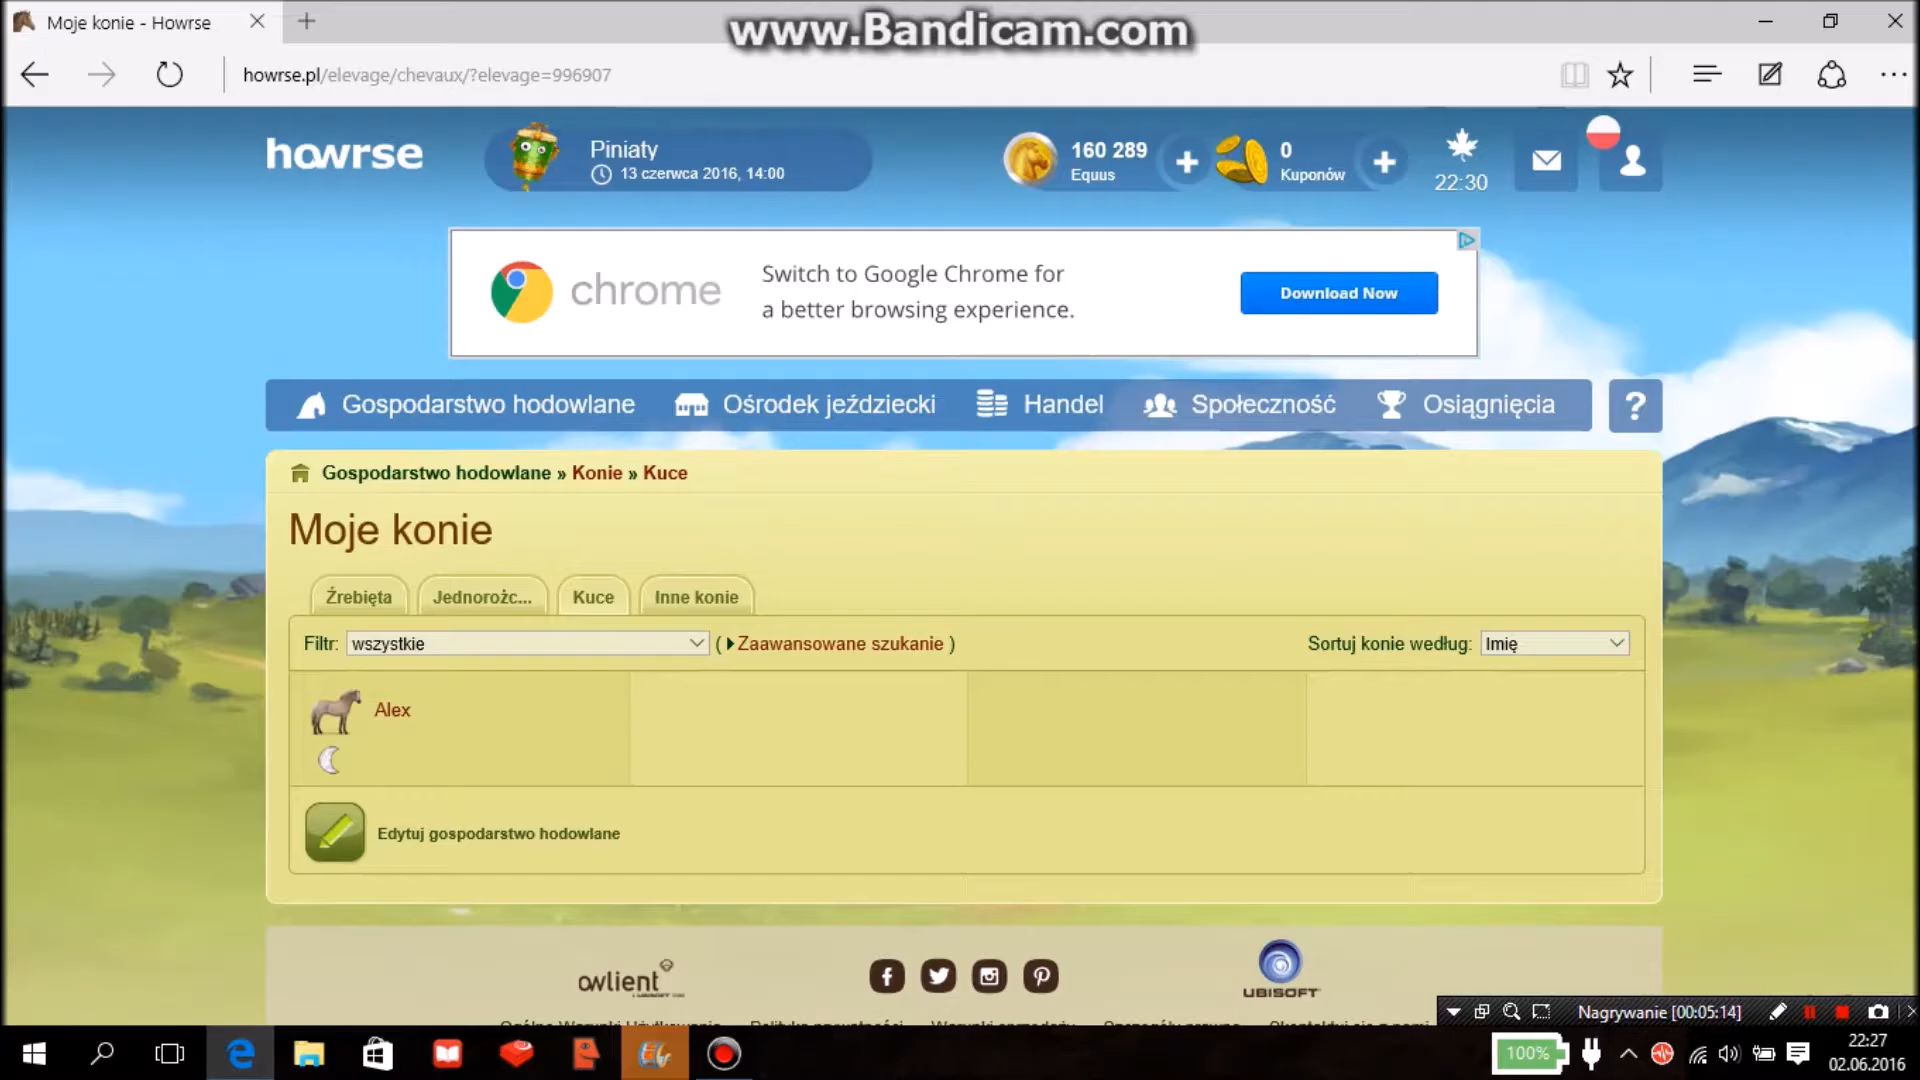 Moje konie - Howrse
www.Bandicam.com
howrse.pl/elevage/chevaux/?elevage=996907
howrse
Piniaty
13 czerwca 2016, 14:00
160 289
Equus
0
Kuponów
22:30
chrome
Switch to Google Chrome for
a better browsing experience.
Download Now
Gospodarstwo hodowlane
Ośrodek jeździecki
Handel
Społeczność
Osiągnięcia
?
Gospodarstwo hodowlane » Konie » Kuce
Moje konie
Źrebięta
Jednorożc...
Kuce
Inne konie
Filtr: wszystkie
( Zaawansowane szukanie )
Sortuj konie według: Imię
Alex
Edytuj gospodarstwo hodowlane
owlient
UBISOFT
Nagrywanie [00:05:14]
100%
22:27
02.06.2016